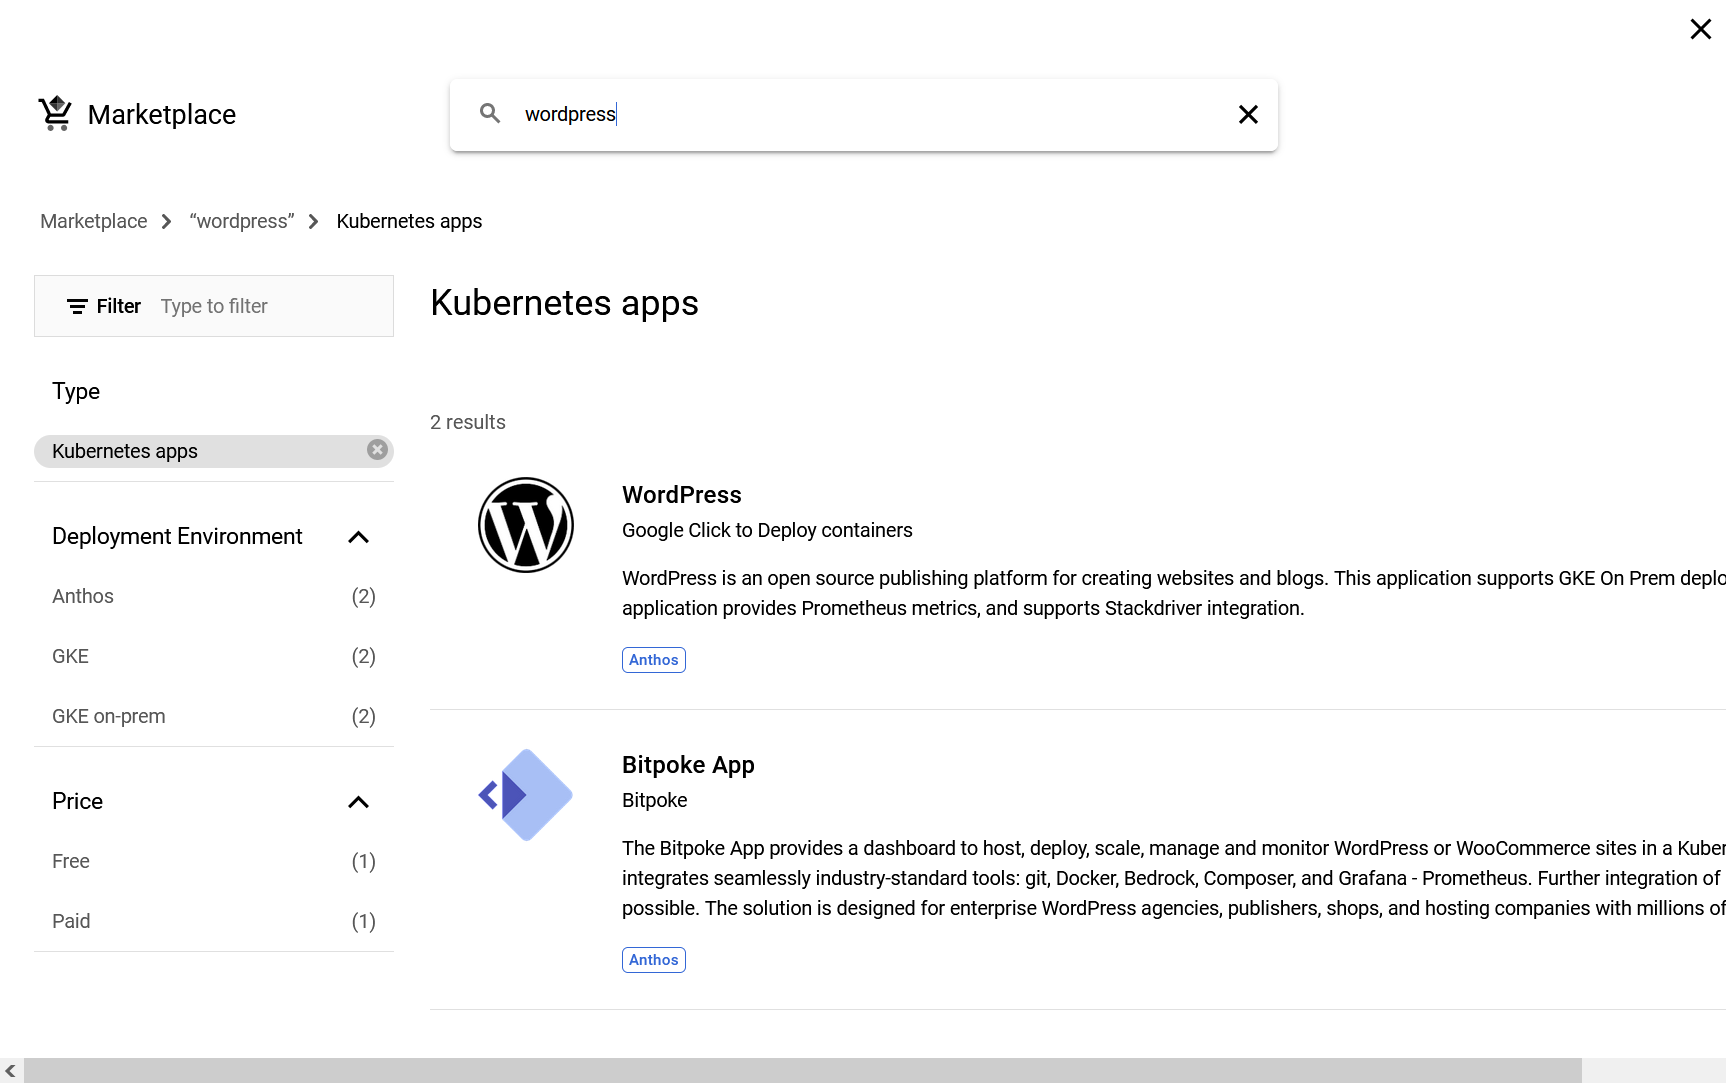 Marketplace
wordpress
Marketplace
“wordpress”
Kubernetes apps
Filter
Type to filter
Type
Kubernetes apps
Deployment Environment
Anthos (2)
GKE (2)
GKE on-prem (2)
Price
Free (1)
Paid (1)
Kubernetes apps
2 results
WordPress
Google Click to Deploy containers
WordPress is an open source publishing platform for creating websites and blogs. This application supports GKE On Prem deplo
application provides Prometheus metrics, and supports Stackdriver integration.
Anthos
Bitpoke App
Bitpoke
The Bitpoke App provides a dashboard to host, deploy, scale, manage and monitor WordPress or WooCommerce sites in a Kuber
integrates seamlessly industry-standard tools: git, Docker, Bedrock, Composer, and Grafana - Prometheus. Further integration of
possible. The solution is designed for enterprise WordPress agencies, publishers, shops, and hosting companies with millions of
Anthos